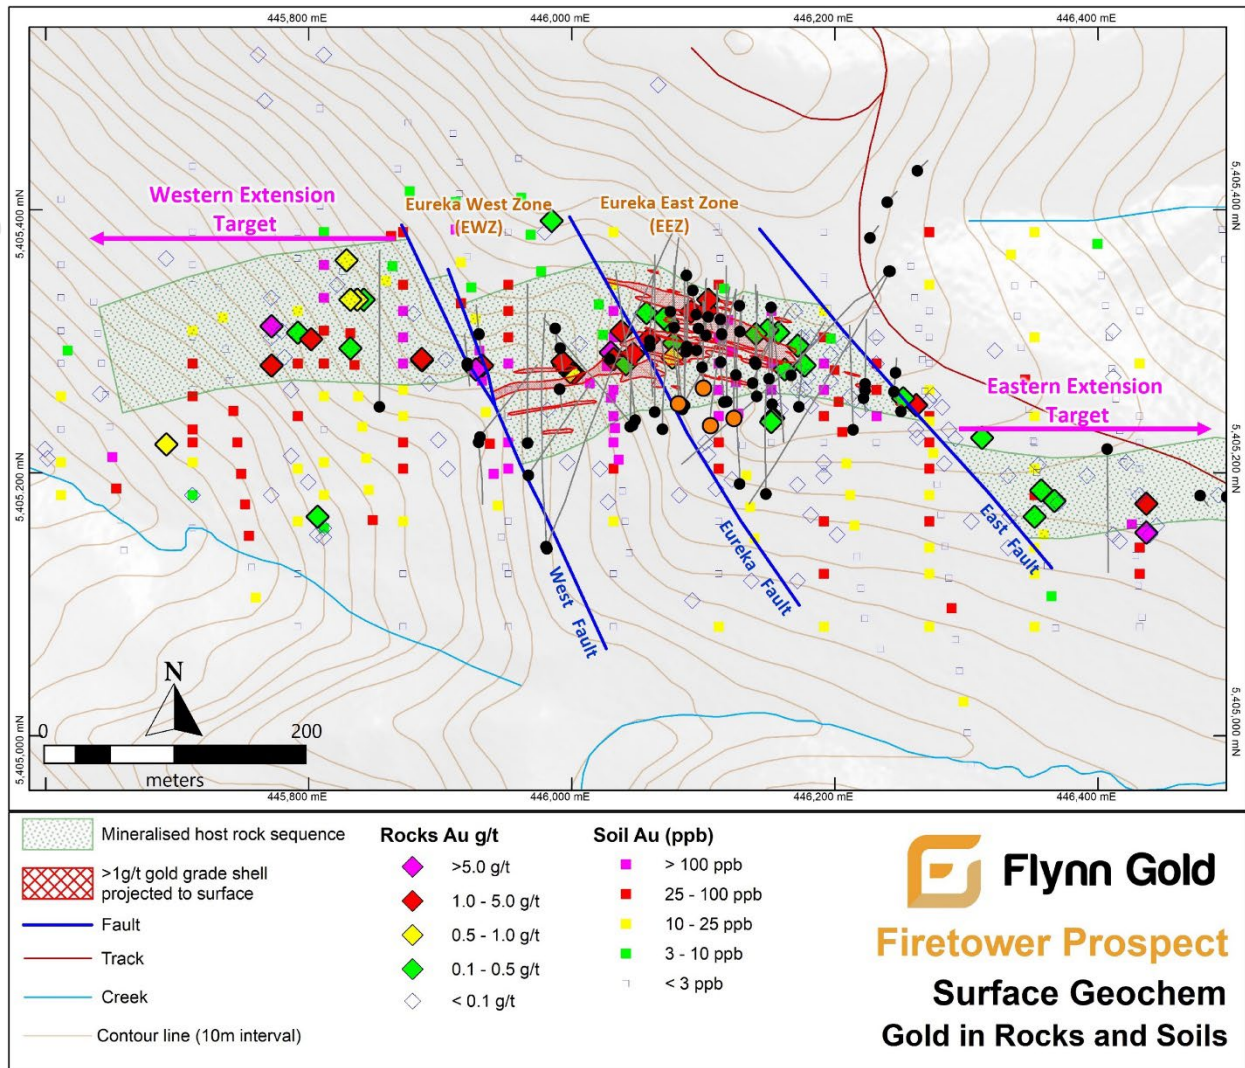 445,800 mE
446,000 mE
446,200 mE
446,400 mE
5,405,400 mN
5,405,400 mN
Western Extension
Target
Eureka West Zone
(EWZ)
Eureka East Zone
(EEZ)
Eastern Extension
Target
5,405,200 mN
5,405,200 mN
West Fault
Eureka Fault
East Fault
N
0
200
meters
5,405,000 mN
5,405,000 mN
445,800 mE
446,000 mE
446,200 mE
446,400 mE
Mineralised host rock sequence
>1g/t gold grade shell
projected to surface
Fault
Track
Creek
Contour line (10m interval)
Rocks Au g/t
>5.0 g/t
1.0 - 5.0 g/t
0.5 - 1.0 g/t
0.1 - 0.5 g/t
< 0.1 g/t
Soil Au (ppb)
> 100 ppb
25 - 100 ppb
10 - 25 ppb
3 - 10 ppb
< 3 ppb
Flynn Gold
Firetower Prospect
Surface Geochem
Gold in Rocks and Soils